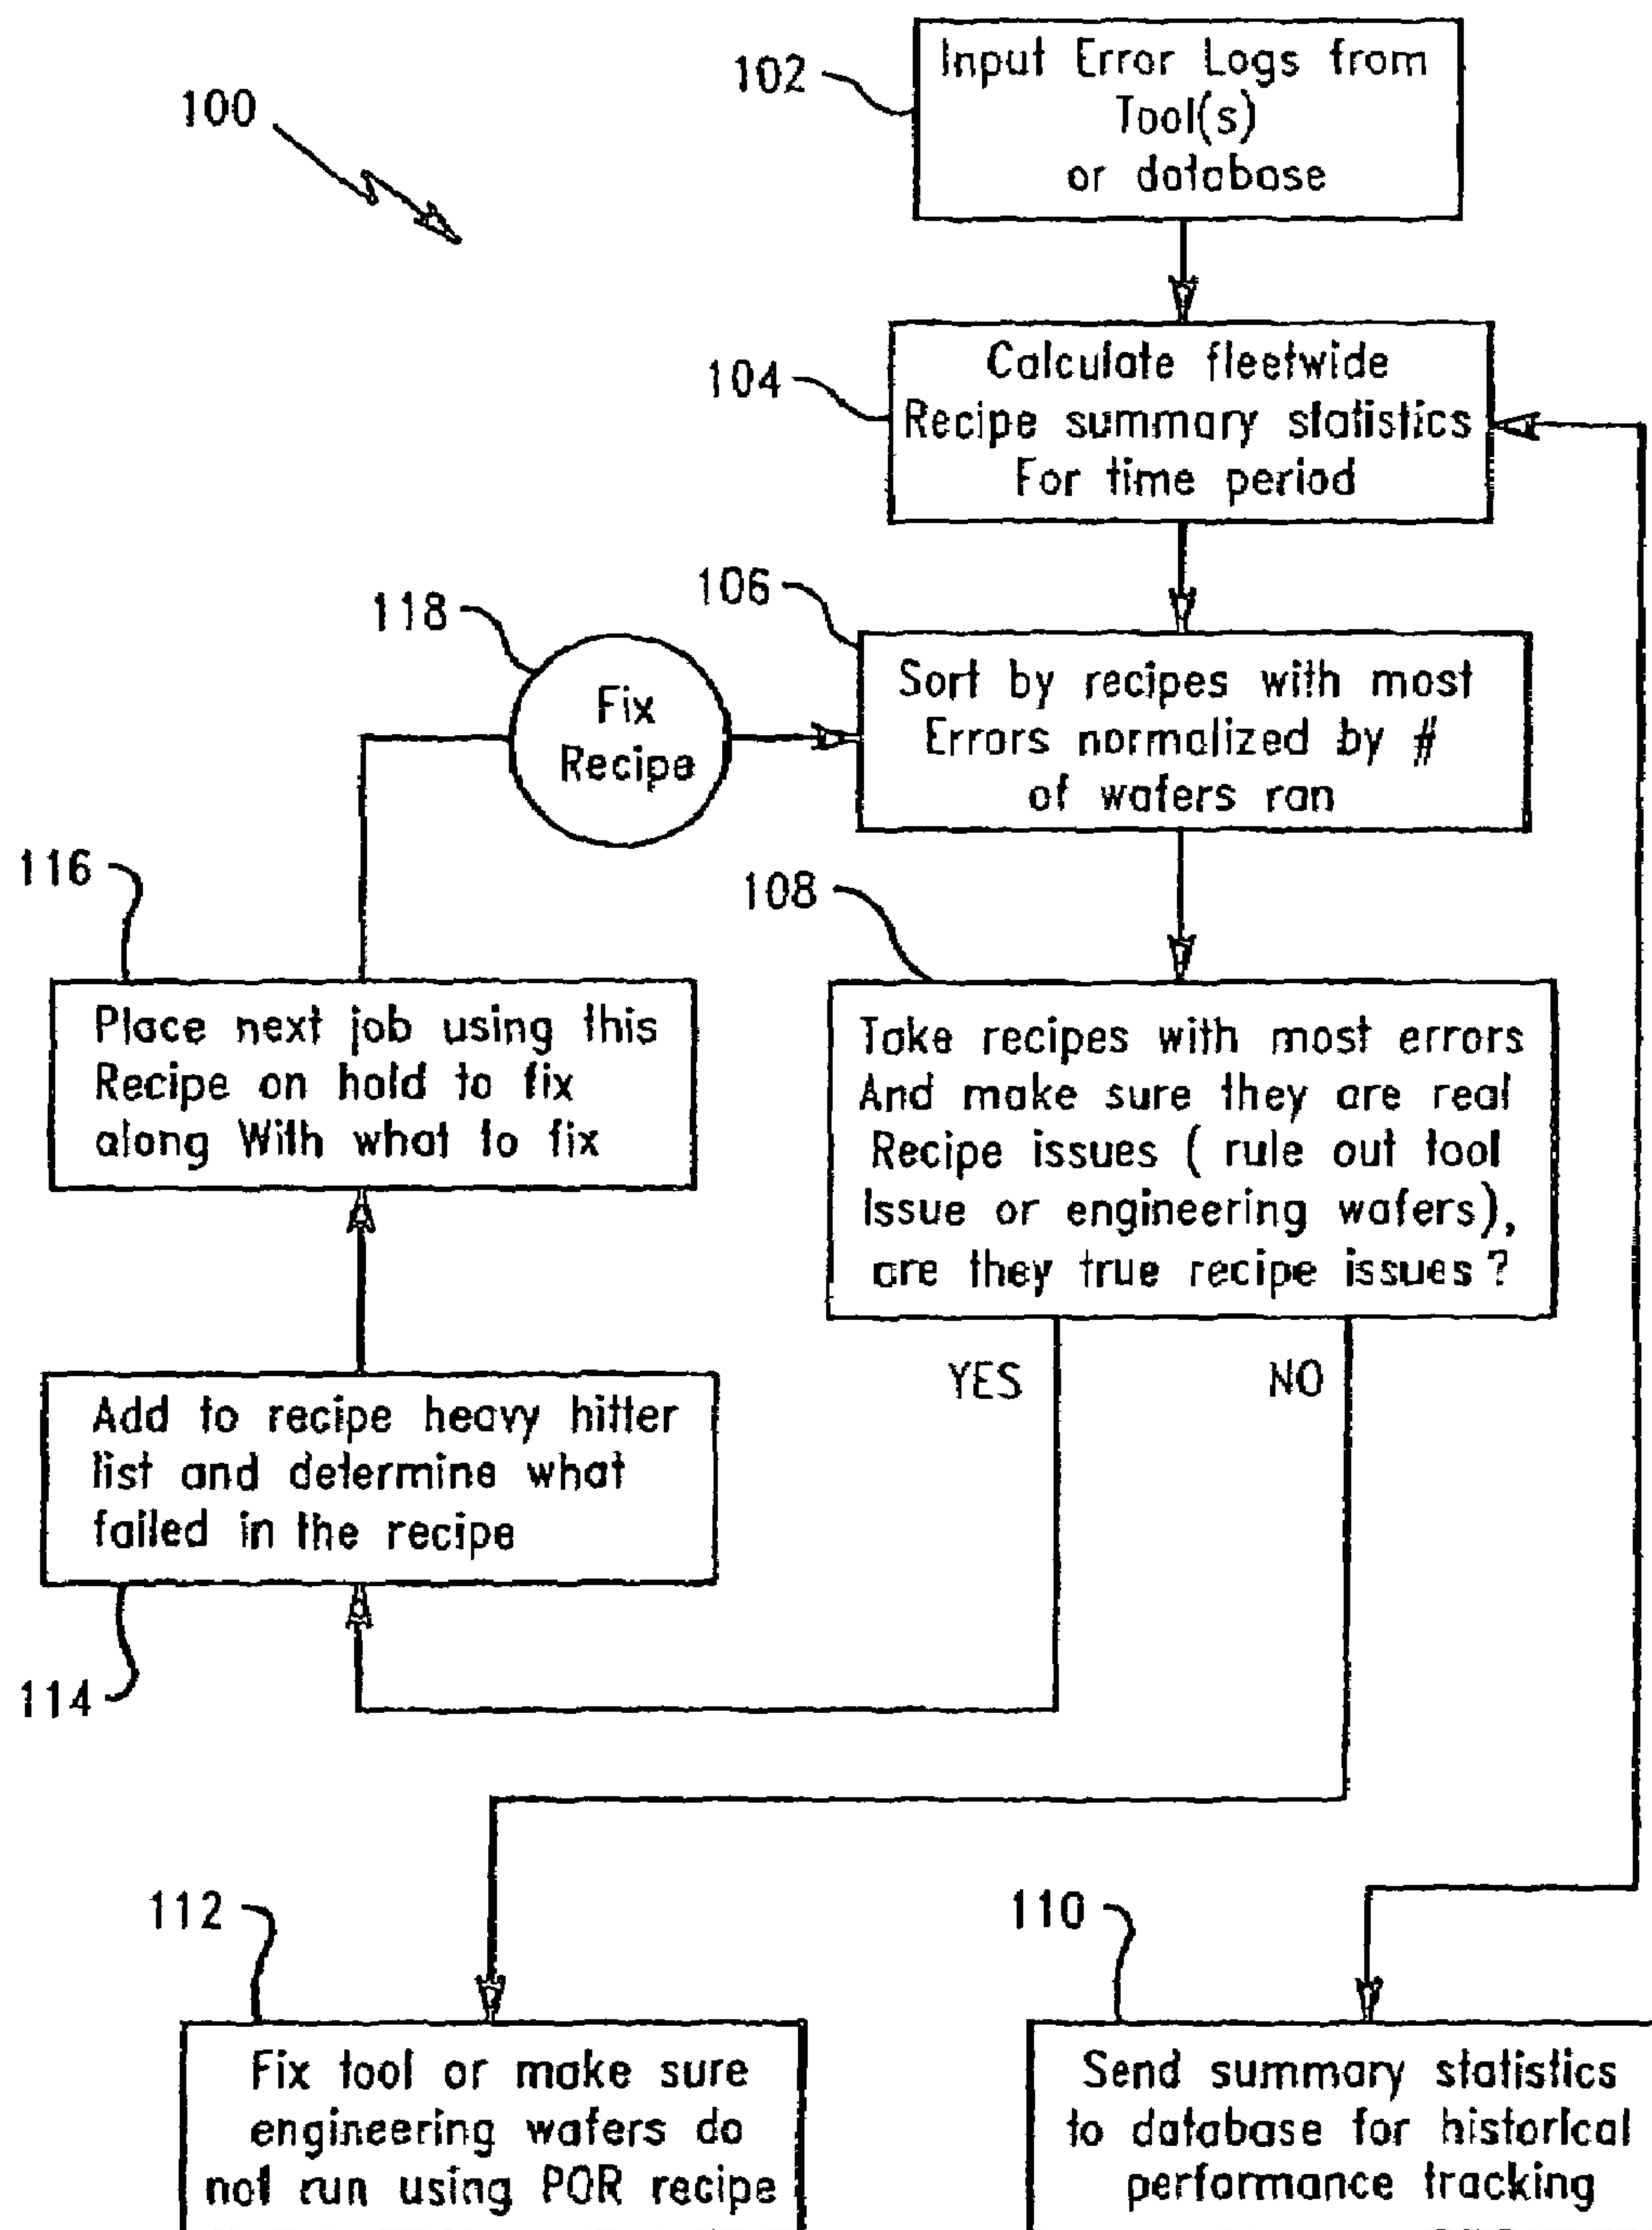 100
102
Input Error Logs from
Tool(s)
or database
104
Calculate fleetwide
Recipe summary statistics
For time period
106
Sort by recipes with most
Errors normalized by #
of wafers ran
118
Fix
Recipe
108
Take recipes with most errors
And make sure they are real
Recipe issues ( rule out tool
Issue or engineering wafers),
are they true recipe issues ?
YES
NO
116
Place next job using this
Recipe on hold to fix
along With what to fix
Add to recipe heavy hitter
list and determine what
failed in the recipe
114
112
Fix tool or make sure
engineering wafers do
not run using POR recipe
110
Send summary statistics
to database for historical
performance tracking